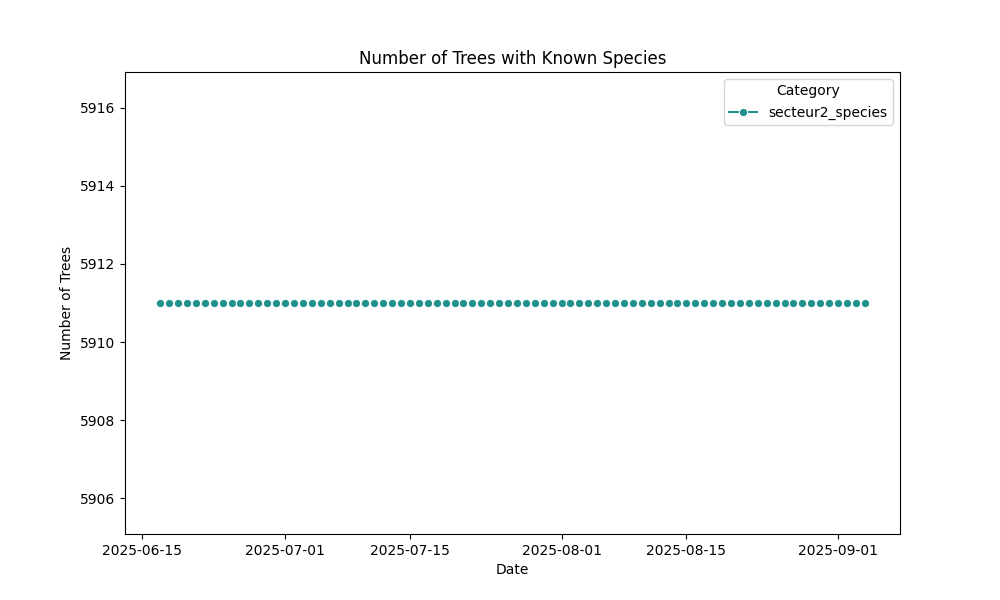 Number of Trees with Known Species
Category
secteur2_species
5916
5914
5912
5910
5908
5906
Number of Trees
2025-06-15 2025-07-01 2025-07-15 2025-08-01 2025-08-15 2025-09-01
Date